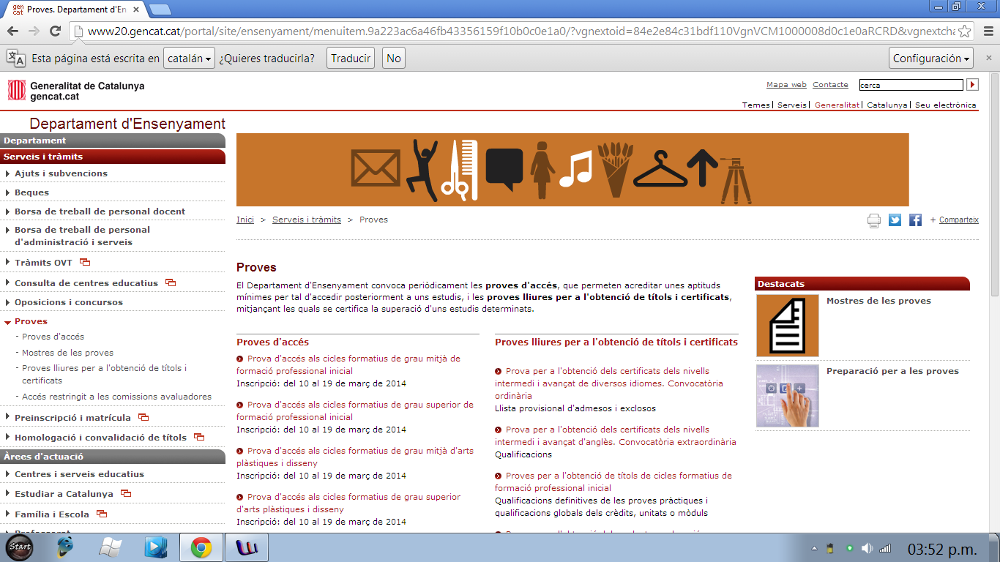 gen
cat
Proves. Departament d'En
www20.gencat.cat/portal/site/ensenyament/menuitem.9a223ac6a46fb43356159f10b0c0e1a0/?vgnextoid=84e2e84c31bdf110VgnVCM1000008d0c1e0aRCRD&vgnextcha
Esta página está escrita en catalán ¿Quieres traducirla? Traducir No Configuración
Generalitat de Catalunya
gencat.cat
Mapa web Contacte cerca
Temes | Serveis | Generalitat | Catalunya | Seu electrònica
Departament d'Ensenyament
Departament
Serveis i tràmits
Ajuts i subvencions
Beques
Borsa de treball de personal docent
Borsa de treball de personal
d'administració i serveis
Tràmits OVT
Consulta de centres educatius
Oposicions i concursos
Proves
- Proves d'accés
- Mostres de les proves
- Proves lliures per a l'obtenció de títols i
certificats
- Accés restringit a les comissions avaluadores
Preinscripció i matrícula
Homologació i convalidació de títols
Àrees d'actuació
Centres i serveis educatius
Estudiar a Catalunya
Família i Escola
Inici > Serveis i tràmits > Proves
+ Comparteix
Proves
El Departament d'Ensenyament convoca periòdicament les proves d'accés, que permeten acreditar unes aptituds
mínimes per tal d'accedir posteriorment a uns estudis, i les proves lliures per a l'obtenció de títols i certificats,
mitjançant les quals se certifica la superació d'uns estudis determinats.
Proves d'accés
Prova d'accés als cicles formatius de grau mitjà de
formació professional inicial
Inscripció: del 10 al 19 de març de 2014
Prova d'accés als cicles formatius de grau superior de
formació professional inicial
Inscripció: del 10 al 19 de març de 2014
Prova d'accés als cicles formatius de grau mitjà d'arts
plàstiques i disseny
Inscripció: del 10 al 19 de març de 2014
Prova d'accés als cicles formatius de grau superior
d'arts plàstiques i disseny
Inscripció: del 10 al 19 de març de 2014
Proves lliures per a l'obtenció de títols i certificats
Prova per a l'obtenció dels certificats dels nivells
intermedi i avançat de diversos idiomes. Convocatòria
ordinària
Llista provisional d'admesos i exclosos
Prova per a l'obtenció dels certificats dels nivells
intermedi i avançat d'anglès. Convocatòria extraordinària
Qualificacions
Proves per a l'obtenció de títols de cicles formatius de
formació professional inicial
Qualificacions definitives de les proves pràctiques i
qualificacions globals dels crèdits, unitats o mòduls
Destacats
Mostres de les proves
Preparació per a les proves
Start
03:52 p.m.